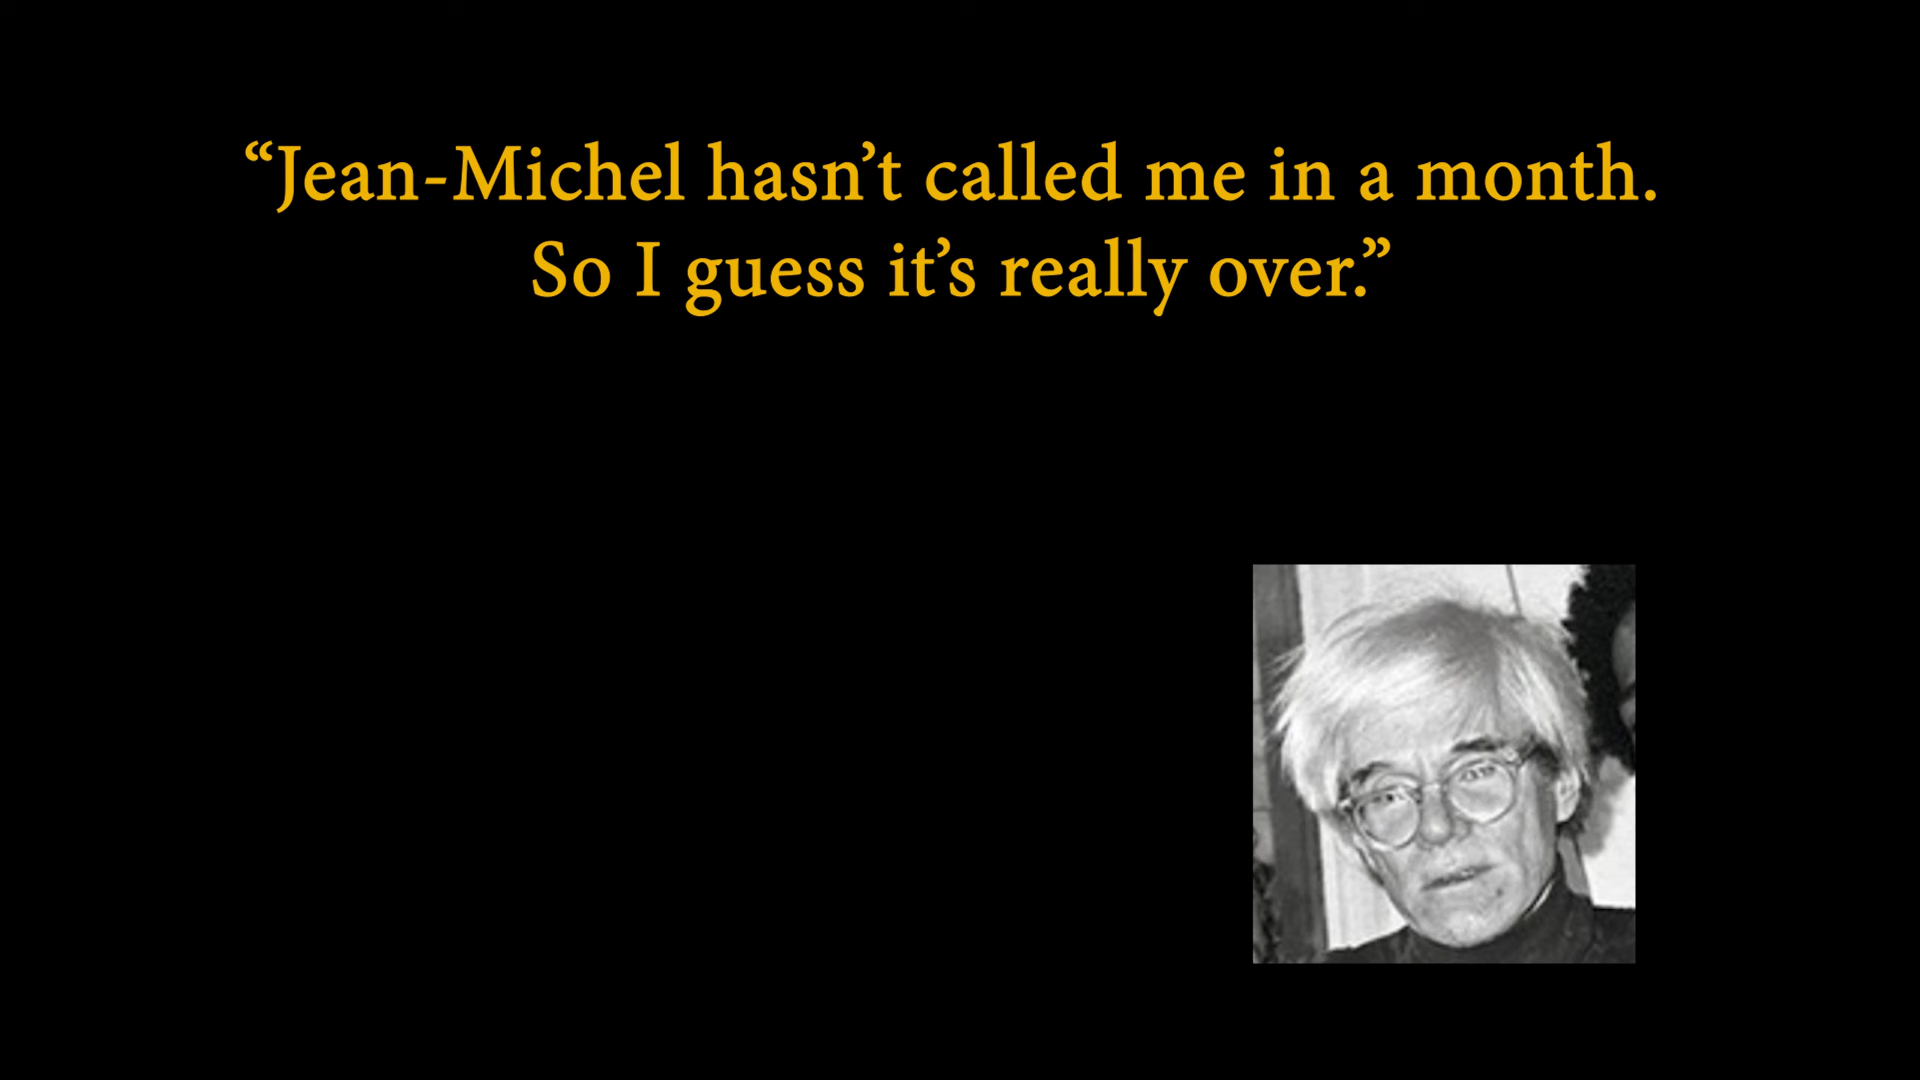 “Jean-Michel hasn’t called me in a month.
So I guess it’s really over.”